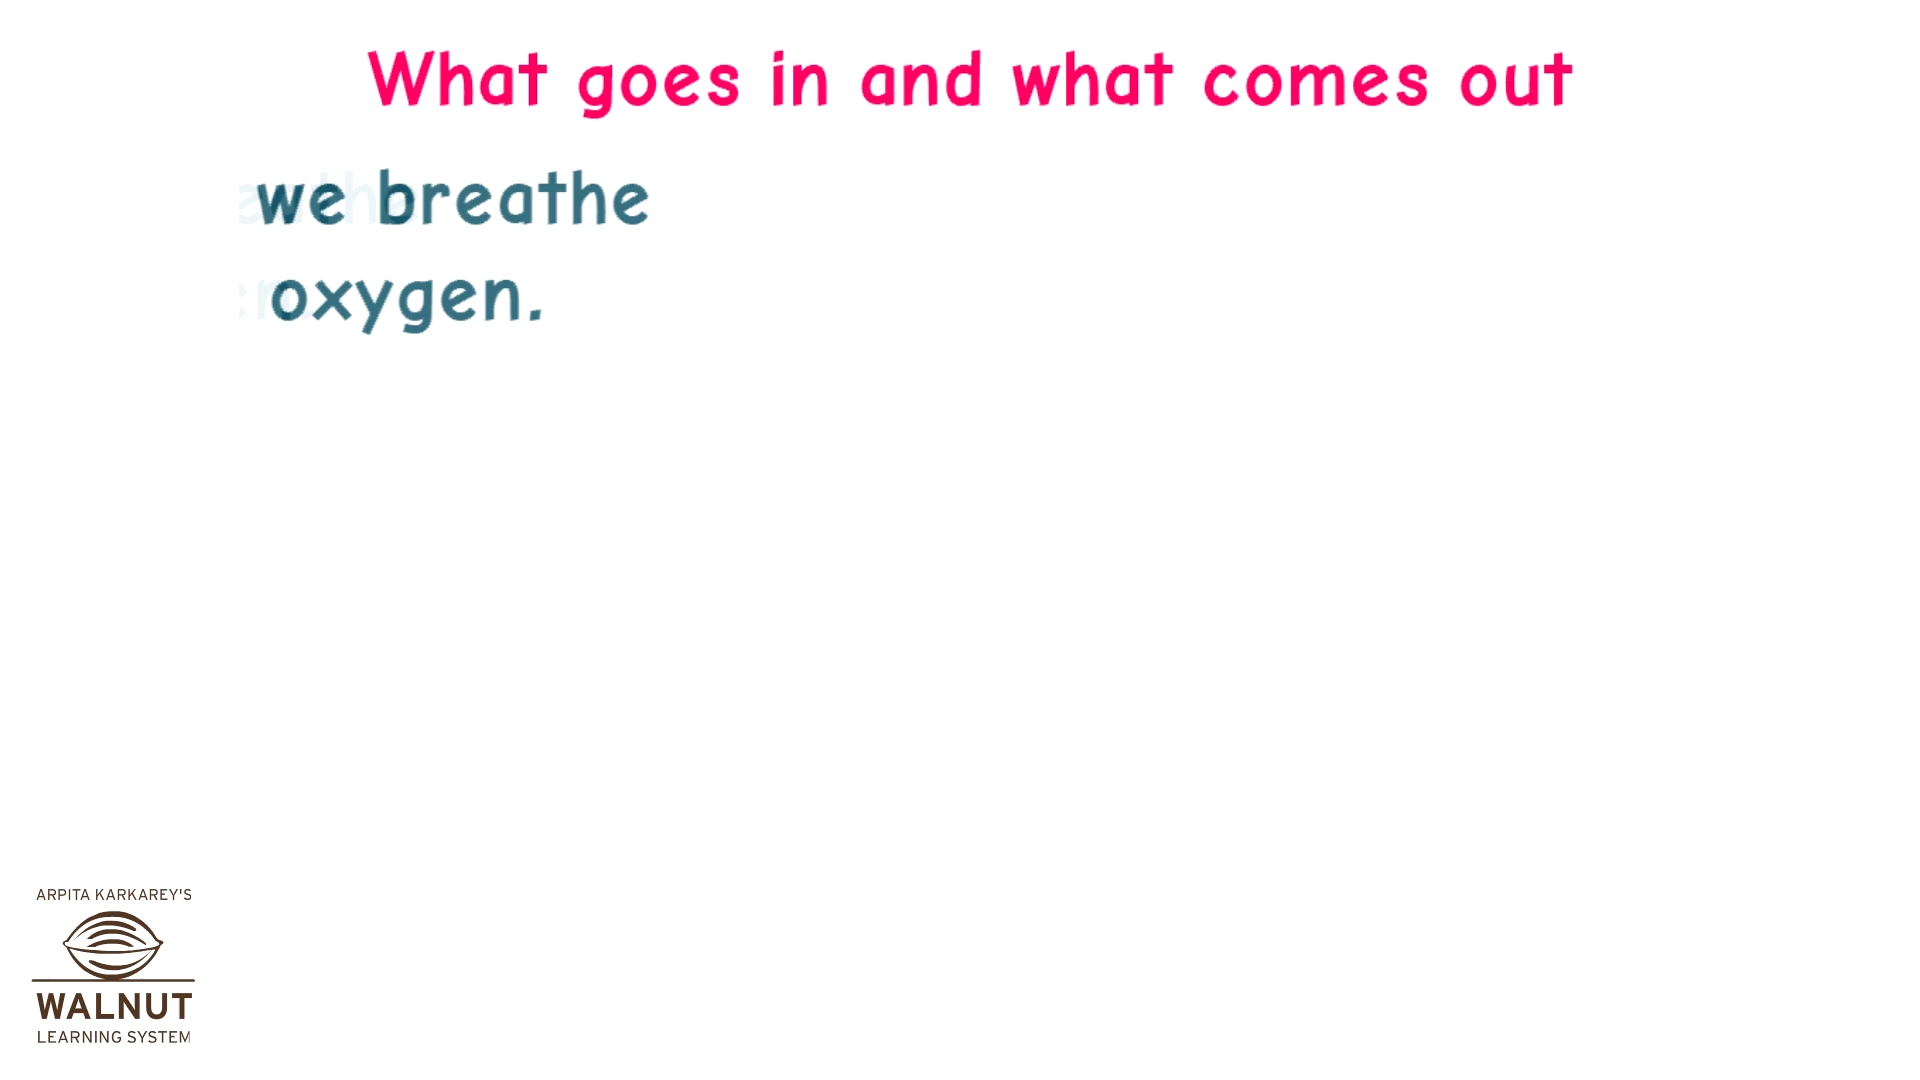 What goes in and what comes out
we breathe
oxygen.
ARPITA KARKAREY'S
WALNUT
LEARNING SYSTEM